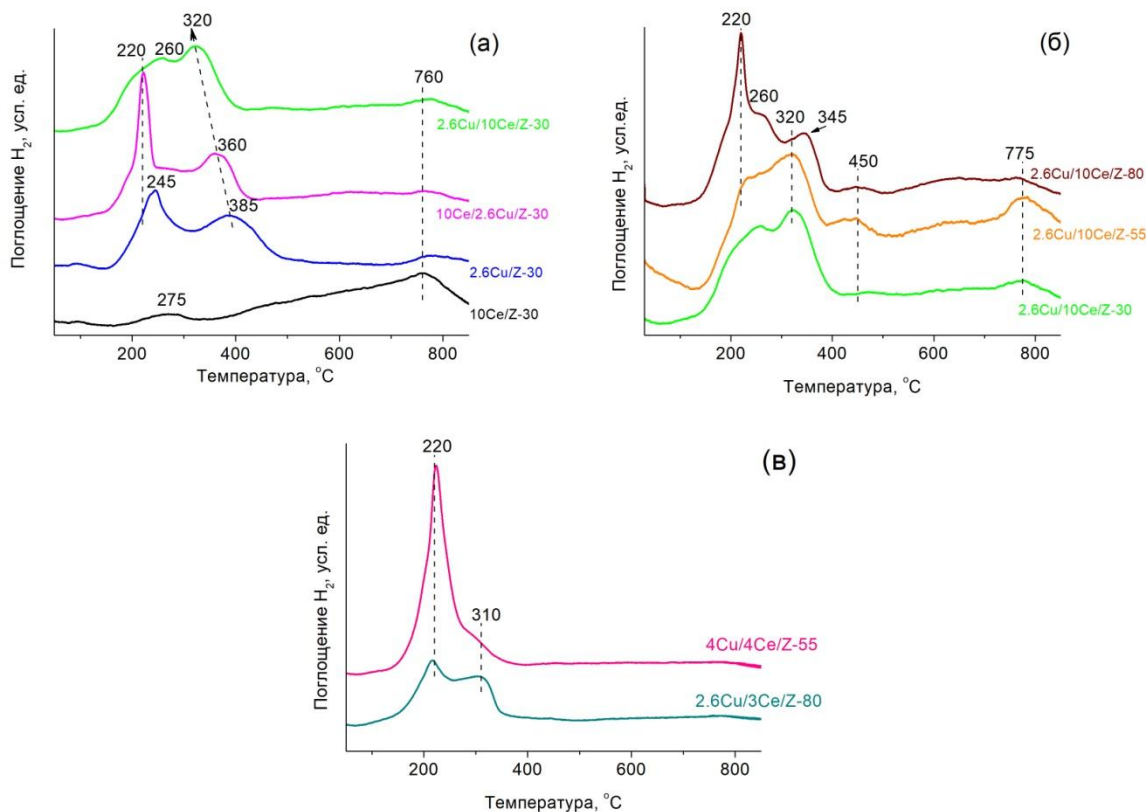 (а)
320
220
260
760
2.6Cu/10Ce/Z-30
360
10Ce/2.6Cu/Z-30
245
385
2.6Cu/Z-30
275
10Ce/Z-30
Поглощение H₂, усл. ед.
200 400 600 800
Температура, °C
(б)
220
260
320
345
450
775
2.6Cu/10Ce/Z-80
2.6Cu/10Ce/Z-55
2.6Cu/10Ce/Z-30
Поглощение H₂, усл.ед.
200 400 600 800
Температура, °C
(в)
220
310
4Cu/4Ce/Z-55
2.6Cu/3Ce/Z-80
Поглощение H₂, усл. ед.
200 400 600 800
Температура, °C